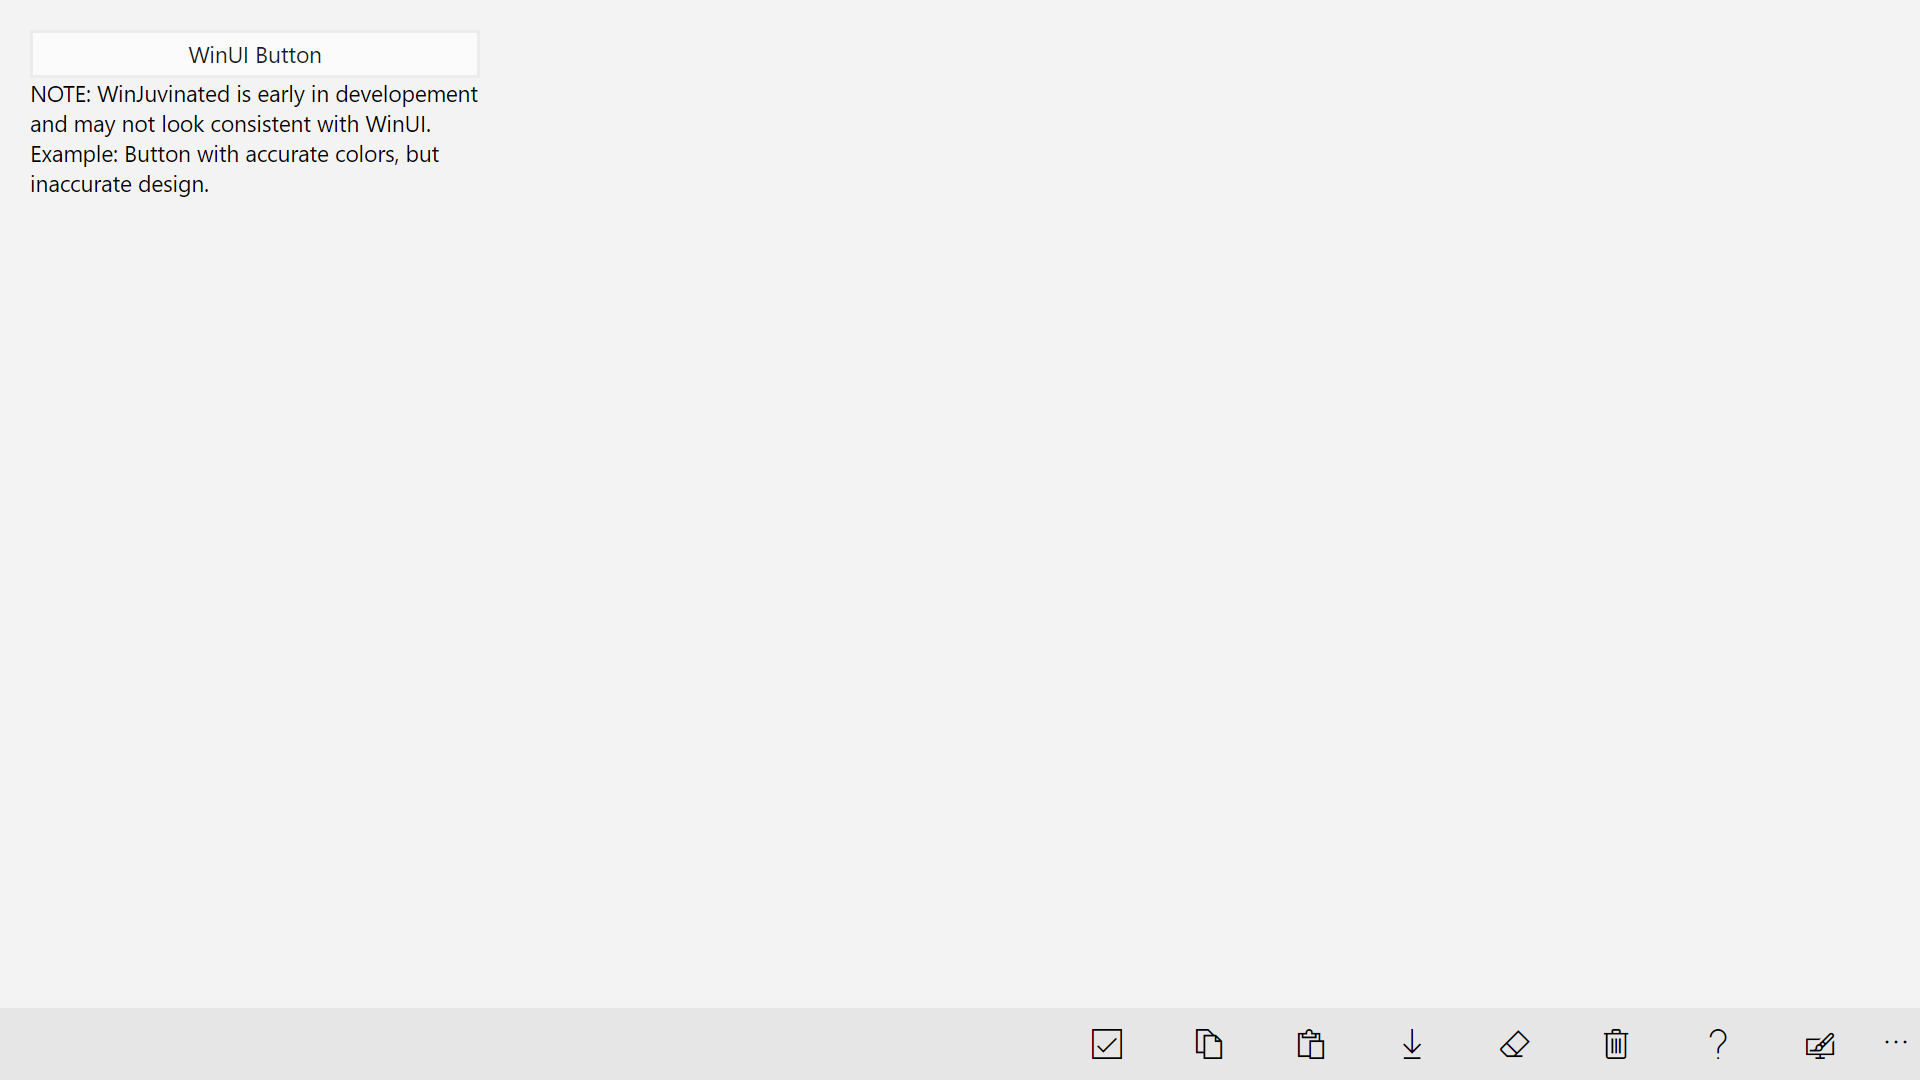 WinUI Button
NOTE: WinJuvinated is early in developement
and may not look consistent with WinUI.
Example: Button with accurate colors, but
inaccurate design.